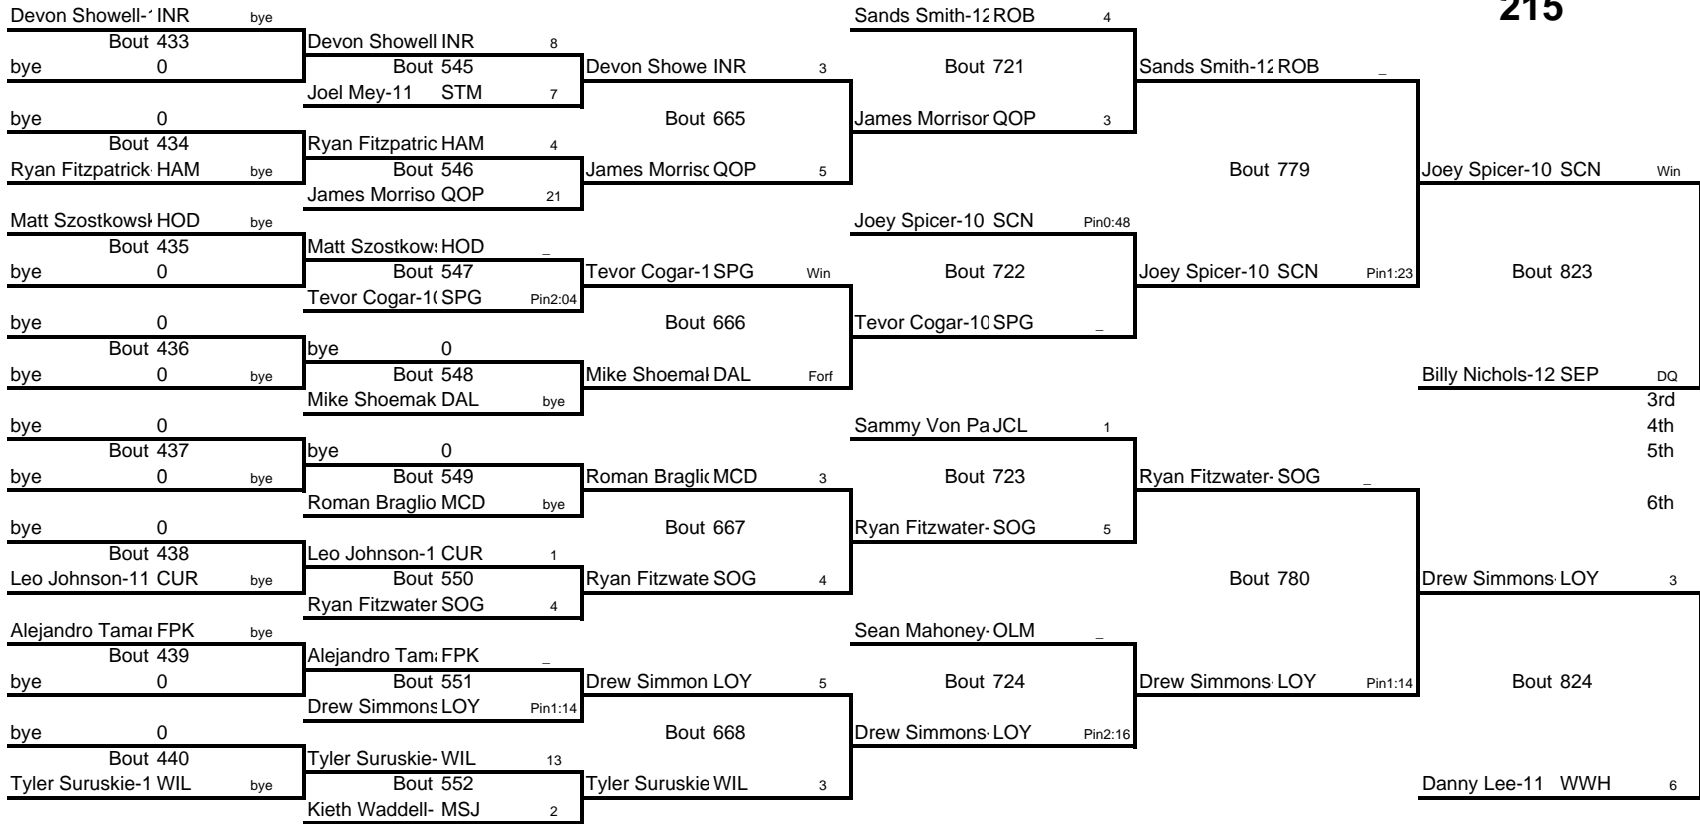 215
Devon Showell-1 INR bye
Bout 433
bye 0
bye 0
Bout 434
Ryan Fitzpatrick- HAM bye
Matt Szostkowsk HOD bye
Bout 435
bye 0
bye 0
Bout 436
bye 0 bye
bye 0
Bout 437
bye 0 bye
bye 0
Bout 438
Leo Johnson-11 CUR bye
Alejandro Tamar FPK bye
Bout 439
bye 0
bye 0
Bout 440
Tyler Suruskie-1 WIL bye
Devon Showell INR 8
Bout 545
Joel Mey-11 STM 7
Ryan Fitzpatric HAM 4
Bout 546
James Morriso QOP 21
Matt Szostkows HOD _
Bout 547
Tevor Cogar-10 SPG Pin2:04
bye 0
Bout 548
Mike Shoemak DAL bye
bye 0
Bout 549
Roman Braglio MCD bye
Leo Johnson-1 CUR 1
Bout 550
Ryan Fitzwater SOG 4
Alejandro Tama FPK _
Bout 551
Drew Simmons LOY Pin1:14
Tyler Suruskie- WIL 13
Bout 552
Kieth Waddell- MSJ 2
Devon Showe INR 3
Bout 665
James Morrisc QOP 5
Tevor Cogar-1 SPG Win
Bout 666
Mike Shoemal DAL Forf
Roman Braglic MCD 3
Bout 667
Ryan Fitzwate SOG 4
Drew Simmon LOY 5
Bout 668
Tyler Suruskie WIL 3
Sands Smith-12 ROB 4
Bout 721
James Morrisor QOP 3
Joey Spicer-10 SCN Pin0:48
Bout 722
Tevor Cogar-10 SPG _
Sammy Von Pa JCL 1
Bout 723
Ryan Fitzwater- SOG 5
Sean Mahoney- OLM _
Bout 724
Drew Simmons- LOY Pin2:16
Sands Smith-12 ROB _
Bout 779
Joey Spicer-10 SCN Pin1:23
Ryan Fitzwater- SOG _
Bout 780
Drew Simmons- LOY Pin1:14
Joey Spicer-10 SCN Win
Bout 823
Billy Nichols-12 SEP DQ
3rd
4th
5th
6th
Drew Simmons- LOY 3
Bout 824
Danny Lee-11 WWH 6